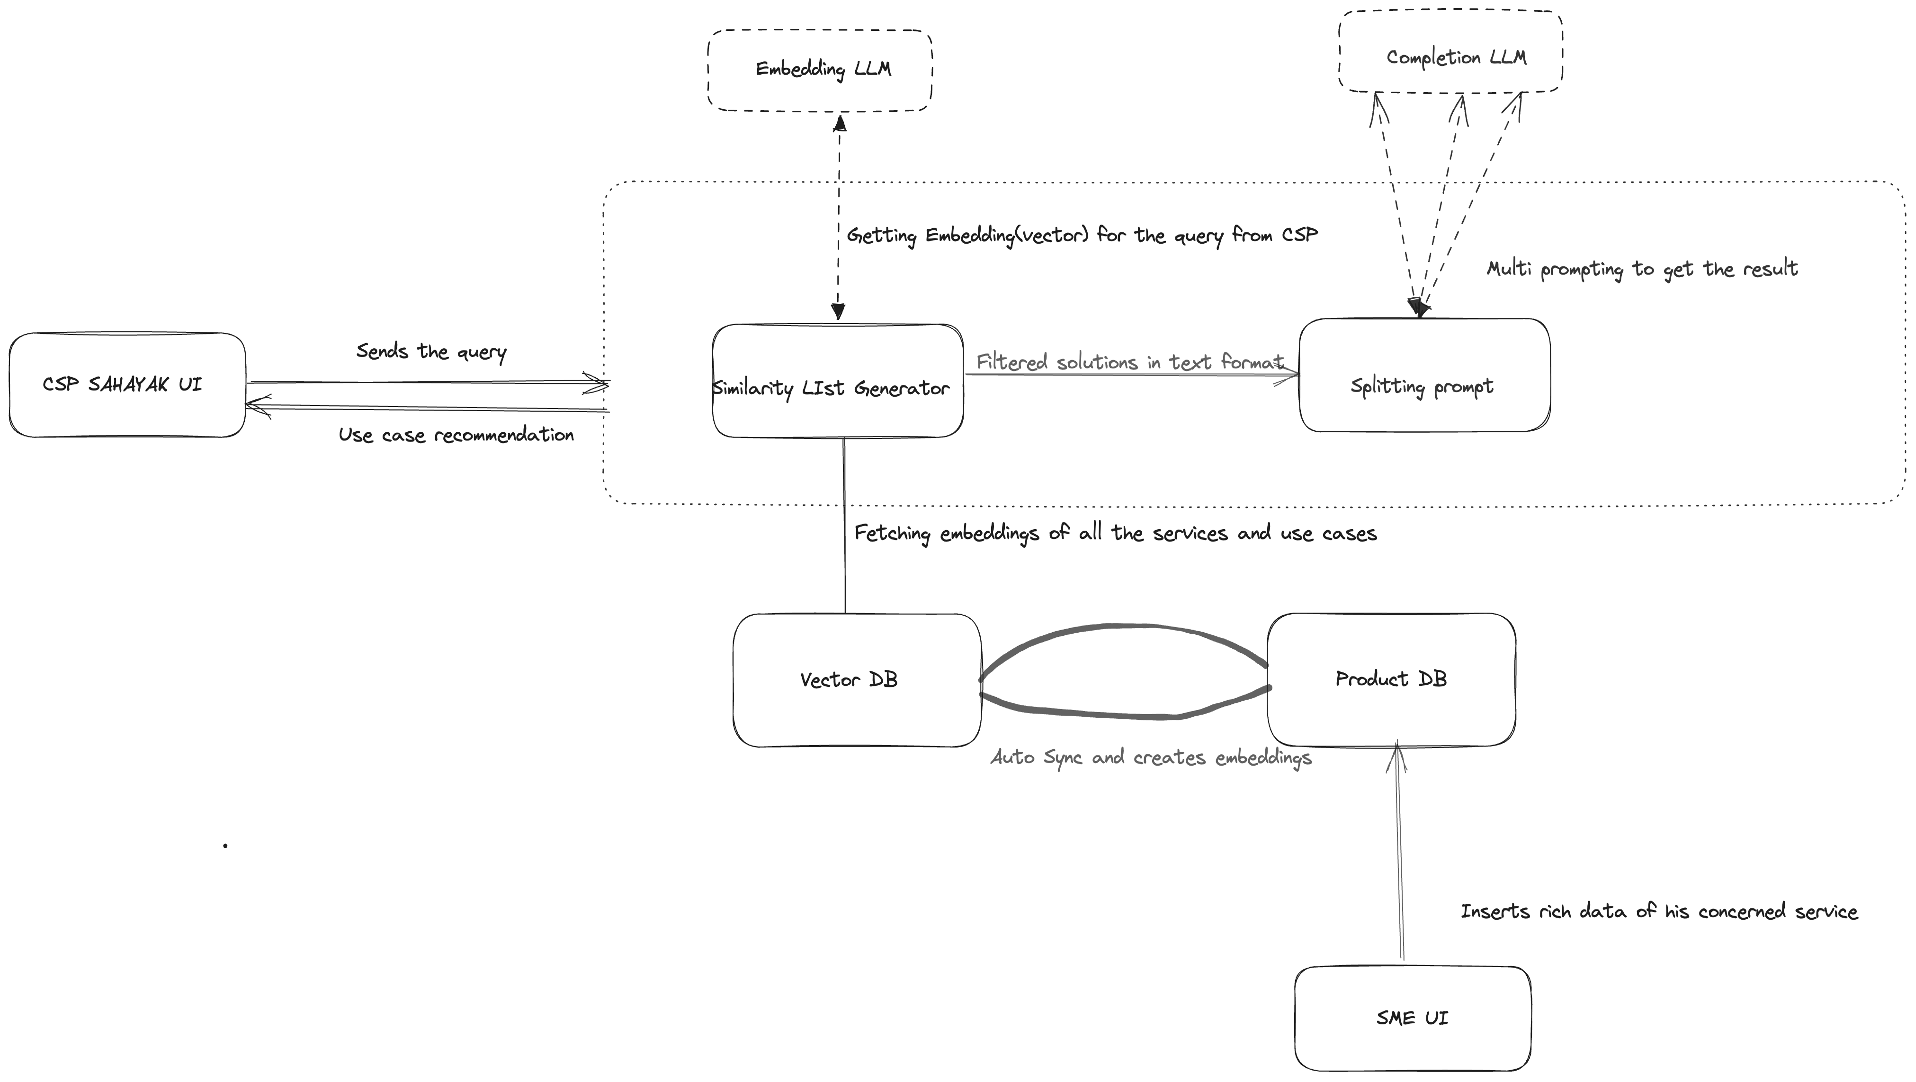 Embedding LLM
Completion LLM
Getting Embedding(vector) for the query from CSP
Multi prompting to get the result
Sends the query
CSP SAHAYAK UI
Use case recommendation
Similarity LIst Generator
Filtered solutions in text format
Splitting prompt
Fetching embeddings of all the services and use cases
Vector DB
Product DB
Auto Sync and creates embeddings
Inserts rich data of his concerned service
SME UI